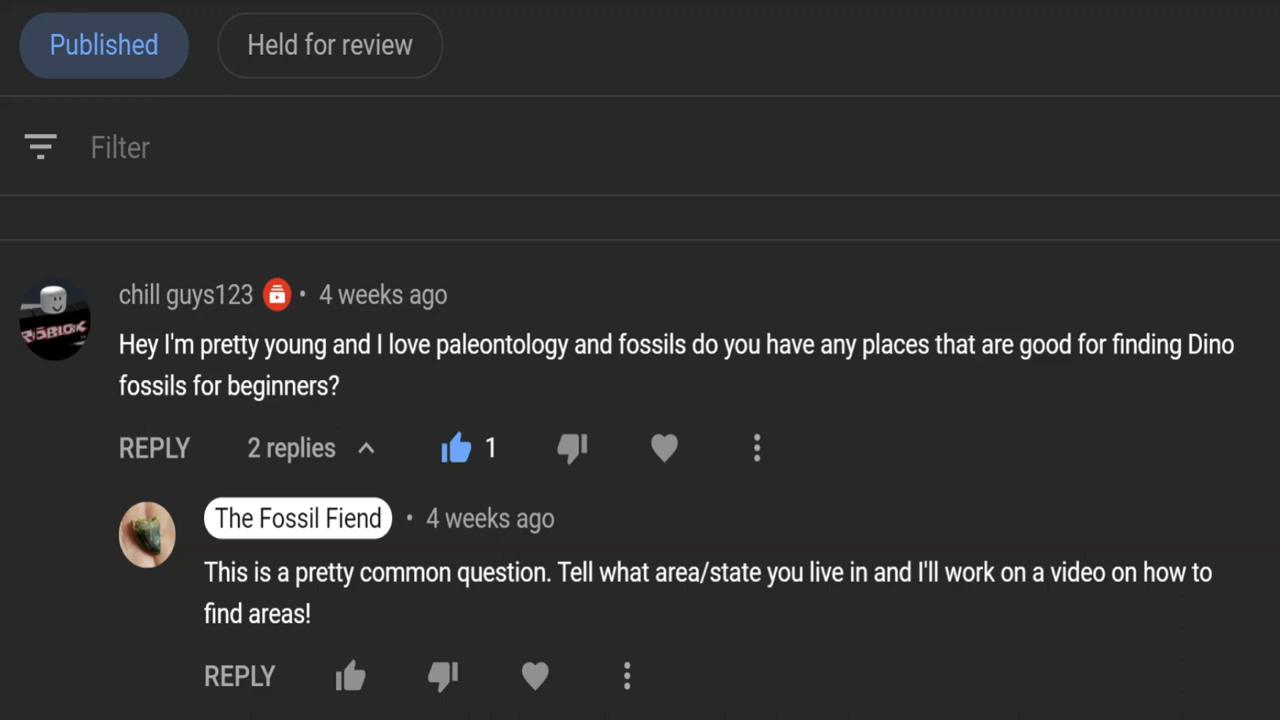 Published
Held for review
Filter
chill guys123 • 4 weeks ago
ROBLOX
Hey I'm pretty young and I love paleontology and fossils do you have any places that are good for finding Dino
fossils for beginners?
REPLY 2 replies 1
The Fossil Fiend • 4 weeks ago
This is a pretty common question. Tell what area/state you live in and I'll work on a video on how to
find areas!
REPLY